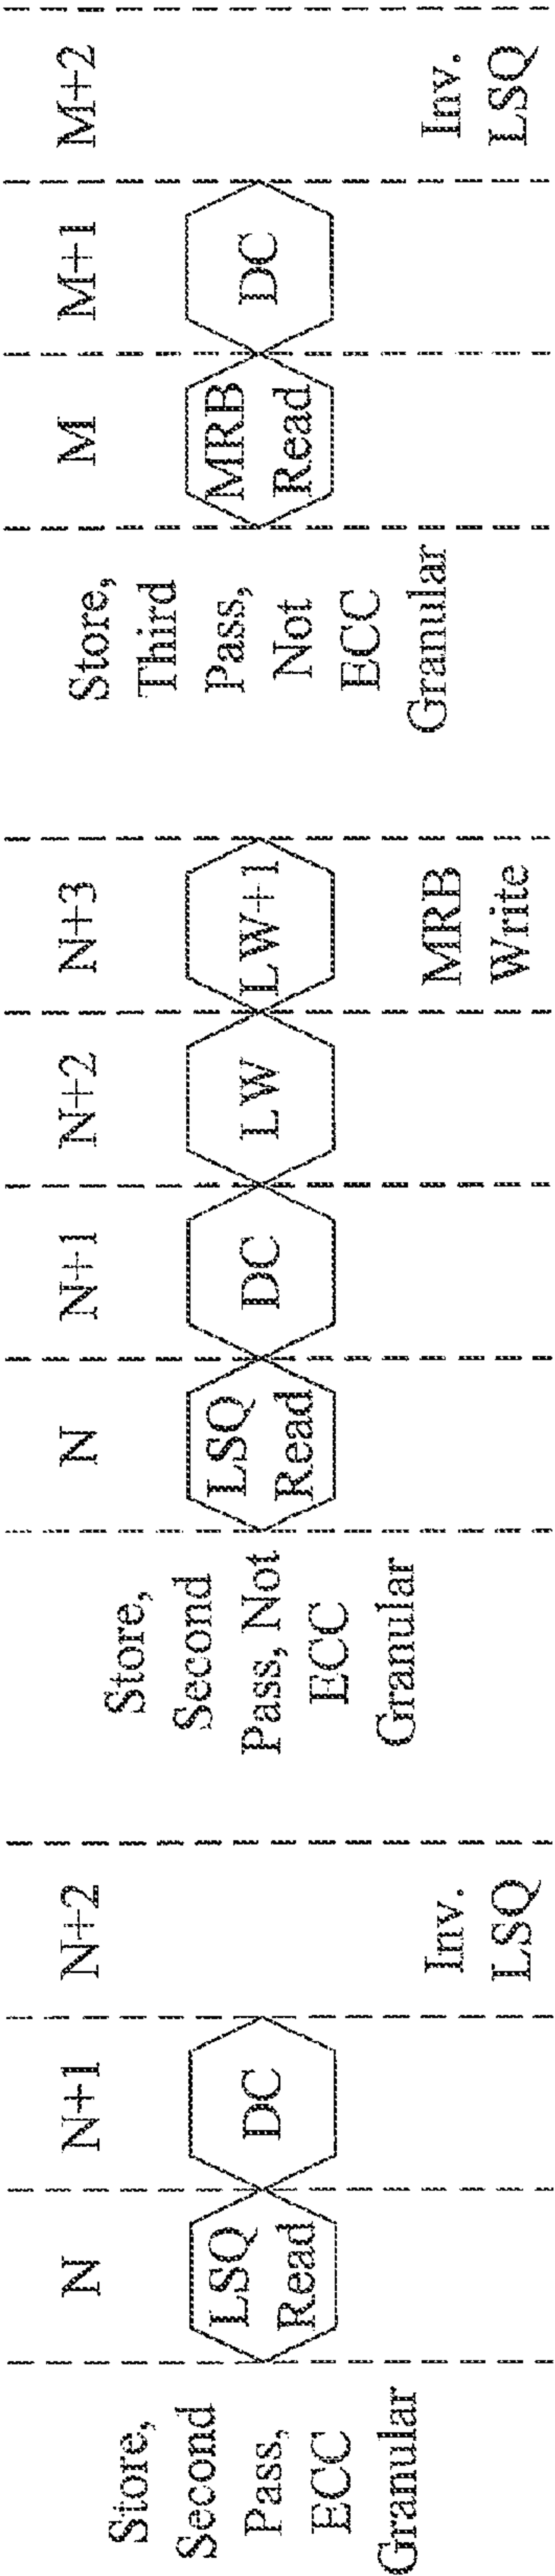 Store,
Second
Pass,
ECC
Granular
N
N+1
N+2
LSQ
Read
DC
Inv.
LSQ
Store,
Second
Pass, Not
ECC
Granular
N
N+1
N+2
N+3
LSQ
Read
DC
LW
LW+1
MRB
Write
Store,
Third
Pass,
Not
ECC
Granular
M
M+1
M+2
MRB
Read
DC
Inv.
LSQ